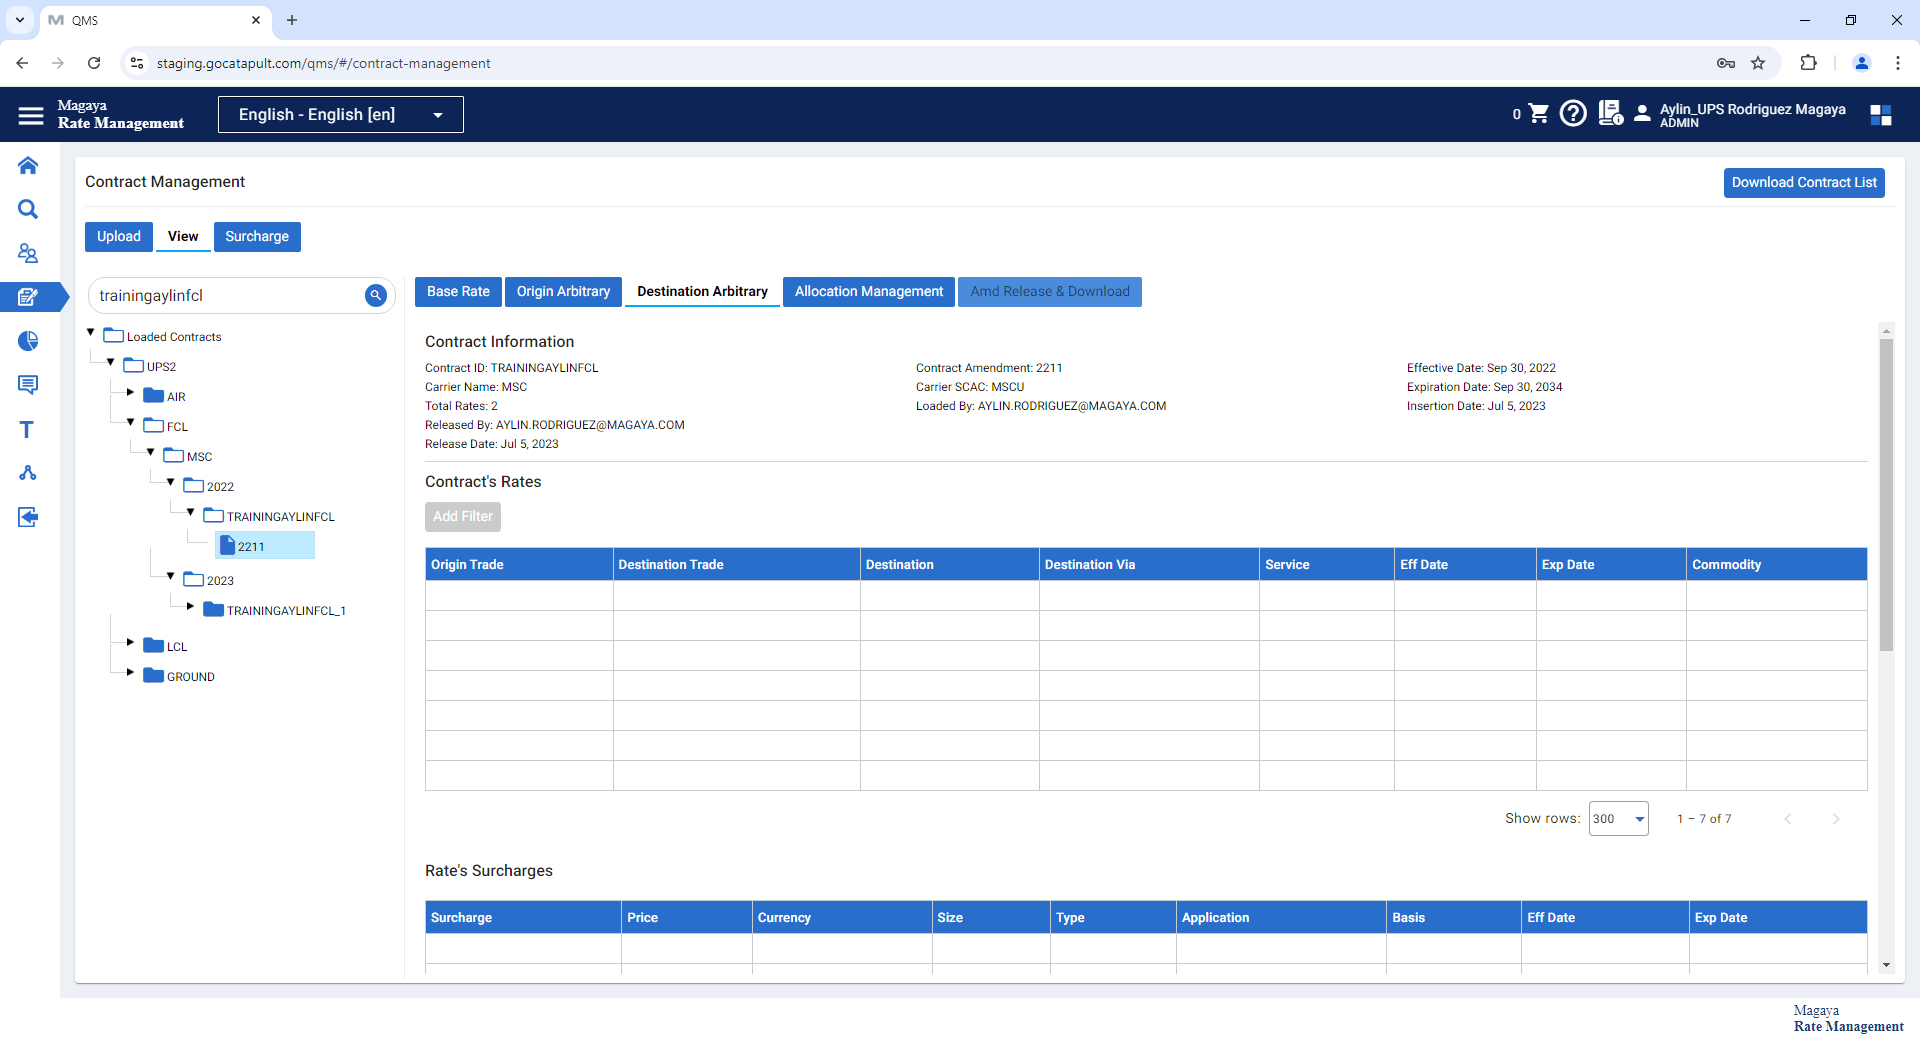 QMS
staging.gocatapult.com/qms/#/contract-management
Magaya
Rate Management
English - English [en]
0
Aylin_UPS Rodriguez Magaya
ADMIN
Contract Management
Download Contract List
Upload
View
Surcharge
trainingaylinfcl
Loaded Contracts
UPS2
AIR
FCL
MSC
2022
TRAININGAYLINFCL
2211
2023
TRAININGAYLINFCL_1
LCL
GROUND
Base Rate
Origin Arbitrary
Destination Arbitrary
Allocation Management
Amd Release & Download
Contract Information
Contract ID: TRAININGAYLINFCL
Contract Amendment: 2211
Effective Date: Sep 30, 2022
Carrier Name: MSC
Carrier SCAC: MSCU
Expiration Date: Sep 30, 2034
Total Rates: 2
Loaded By: AYLIN.RODRIGUEZ@MAGAYA.COM
Insertion Date: Jul 5, 2023
Released By: AYLIN.RODRIGUEZ@MAGAYA.COM
Release Date: Jul 5, 2023
Contract's Rates
Add Filter
Origin Trade
Destination Trade
Destination
Destination Via
Service
Eff Date
Exp Date
Commodity
Show rows:
300
1 – 7 of 7
Rate's Surcharges
Surcharge
Price
Currency
Size
Type
Application
Basis
Eff Date
Exp Date
Magaya
Rate Management